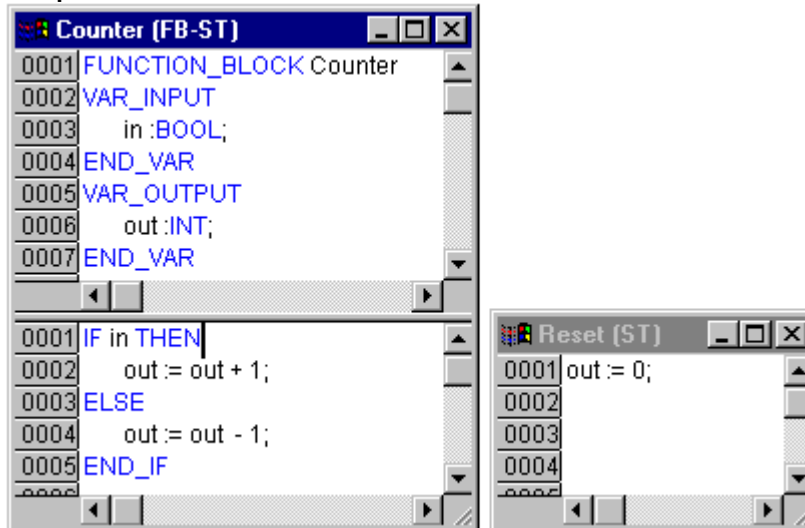 Counter (FB-ST)
0001 FUNCTION_BLOCK Counter
0002 VAR_INPUT
0003 in :BOOL;
0004 END_VAR
0005 VAR_OUTPUT
0006 out :INT;
0007 END_VAR
0001 IF in THEN
0002 out := out + 1;
0003 ELSE
0004 out := out - 1;
0005 END_IF
Reset (ST)
0001 out := 0;
0002
0003
0004